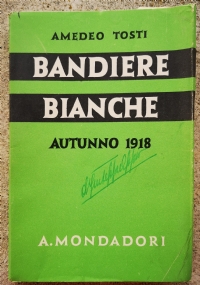 AMEDEO TOSTI
BANDIERE
BIANCHE
AUTUNNO 1918
A. MONDADORI